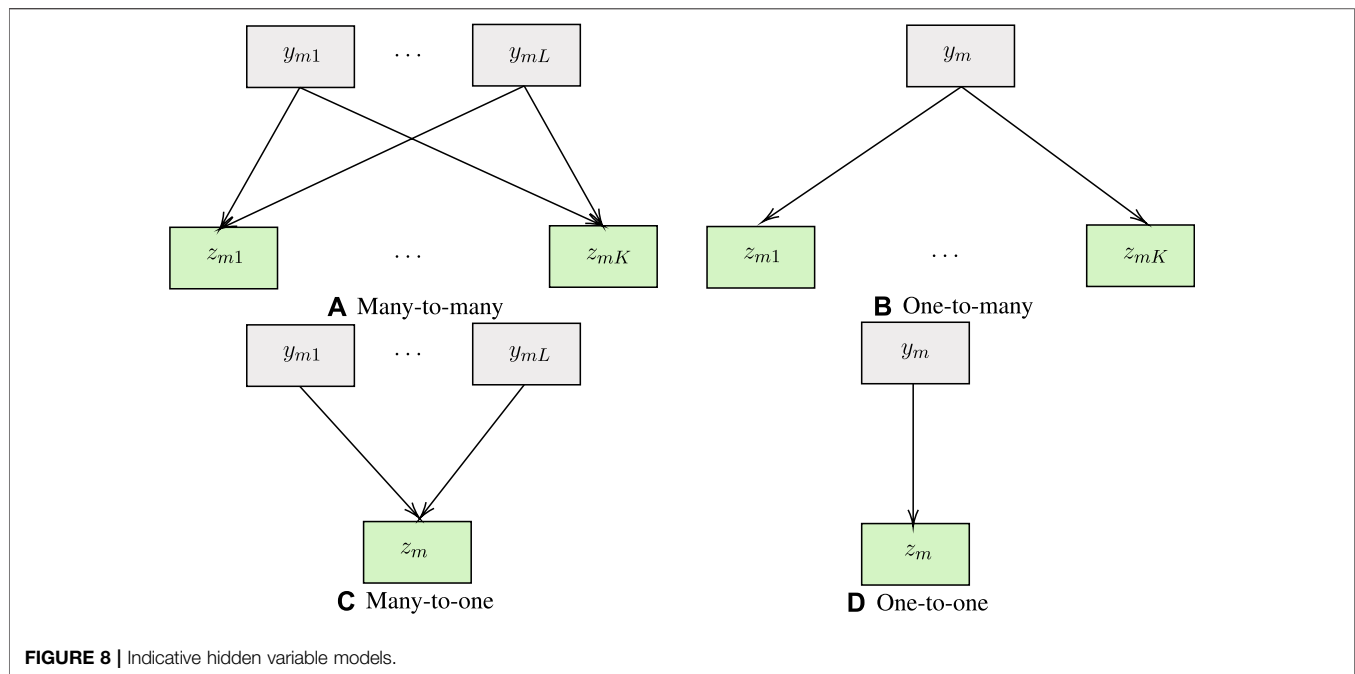 y_{m1} ... y_{mL}
y_m
z_{m1} ... z_{mK}
z_{m1} ... z_{mK}
A Many-to-many
B One-to-many
y_{m1} ... y_{mL}
y_m
z_m
z_m
C Many-to-one
D One-to-one
FIGURE 8 | Indicative hidden variable models.